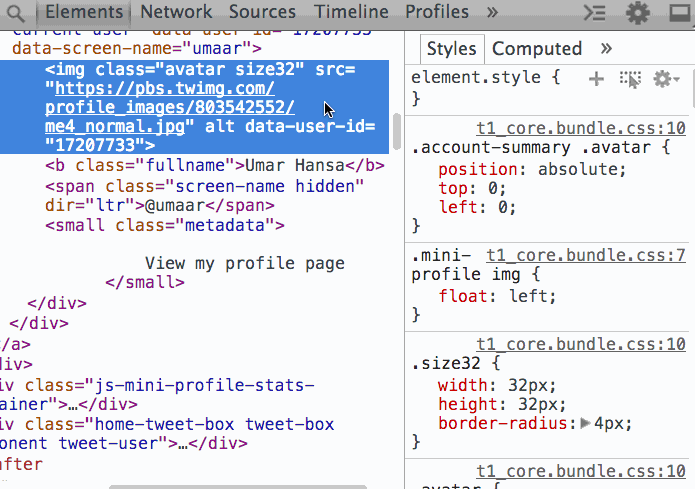 Elements Network Sources Timeline Profiles »
current-user" data-user-id="17207733"
data-screen-name="umaar">
<img class="avatar size32" src=
"https://pbs.twimg.com/
profile_images/803542552/
me4_normal.jpg" alt data-user-id=
"17207733">
<b class="fullname">Umar Hansa</b>
<span class="screen-name hidden"
dir="ltr">@umaar</span>
<small class="metadata">
View my profile page
</small>
</div>
</div>
</a>
div>
iv class="js-mini-profile-stats-
ainer">…</div>
iv class="home-tweet-box tweet-box
onent tweet-user">…</div>
after
Styles Computed »
element.style {
}
t1_core.bundle.css:10
.account-summary .avatar {
position: absolute;
top: 0;
left: 0;
}
.mini- t1_core.bundle.css:7
profile img {
float: left;
}
t1_core.bundle.css:10
.size32 {
width: 32px;
height: 32px;
border-radius: 4px;
}
t1_core.bundle.css:10
.avatar {